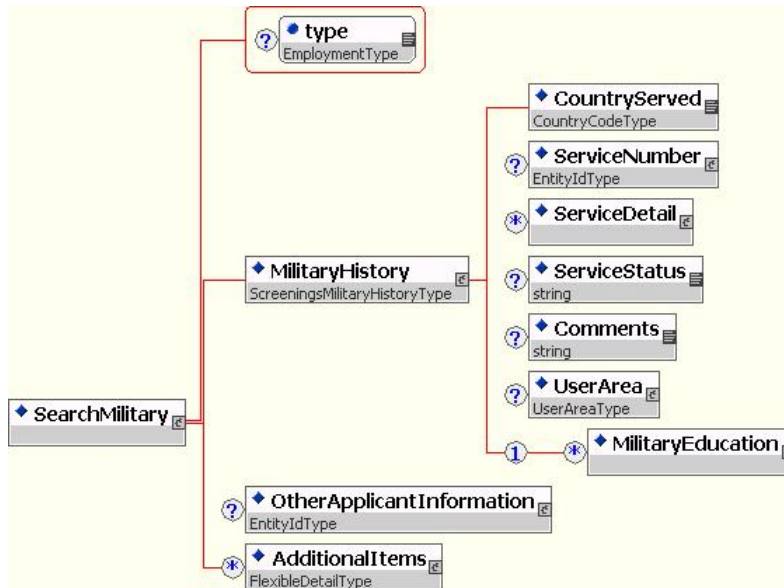 ?
type
EmploymentType
CountryServed
CountryCodeType
?
ServiceNumber
EntityIdType
*
ServiceDetail
MilitaryHistory
ScreeningsMilitaryHistoryType
?
ServiceStatus
string
?
Comments
string
?
UserArea
UserAreaType
SearchMilitary
1
*
MilitaryEducation
?
OtherApplicantInformation
EntityIdType
*
AdditionalItems
FlexibleDetailType